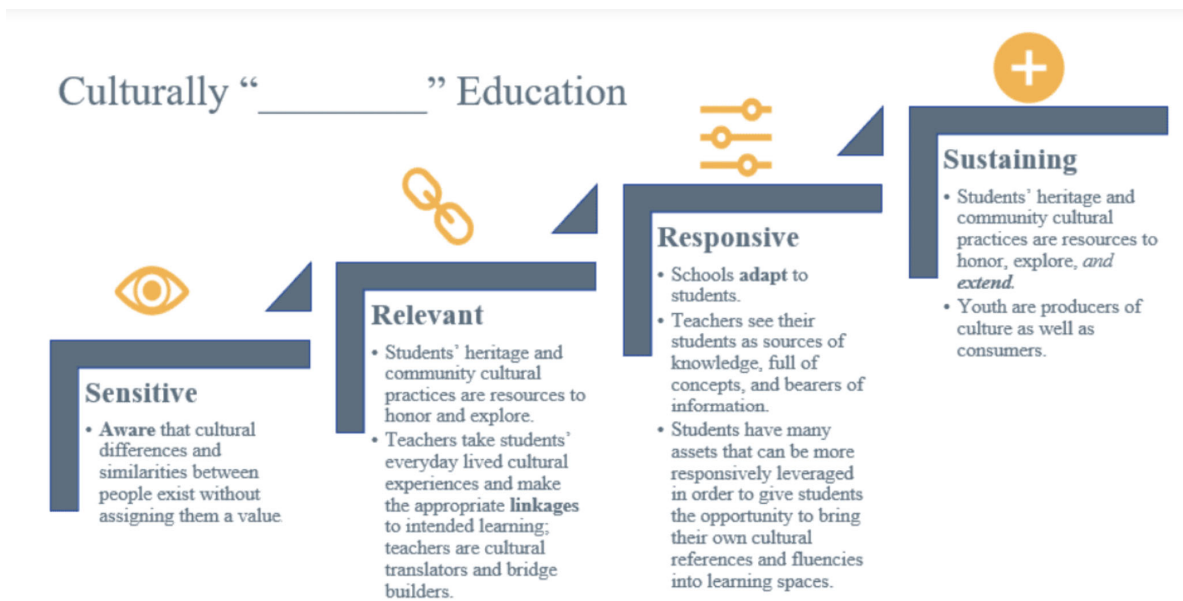 Culturally “_________” Education
Sensitive
• Aware that cultural
differences and
similarities between
people exist without
assigning them a value
Relevant
• Students’ heritage and
community cultural
practices are resources to
honor and explore.
• Teachers take students’
everyday lived cultural
experiences and make
the appropriate linkages
to intended learning;
teachers are cultural
translators and bridge
builders.
Responsive
• Schools adapt to
students.
• Teachers see their
students as sources of
knowledge, full of
concepts, and bearers of
information.
• Students have many
assets that can be more
responsively leveraged
in order to give students
the opportunity to bring
their own cultural
references and fluencies
into learning spaces.
Sustaining
• Students’ heritage and
community cultural
practices are resources to
honor, explore, and
extend.
• Youth are producers of
culture as well as
consumers.